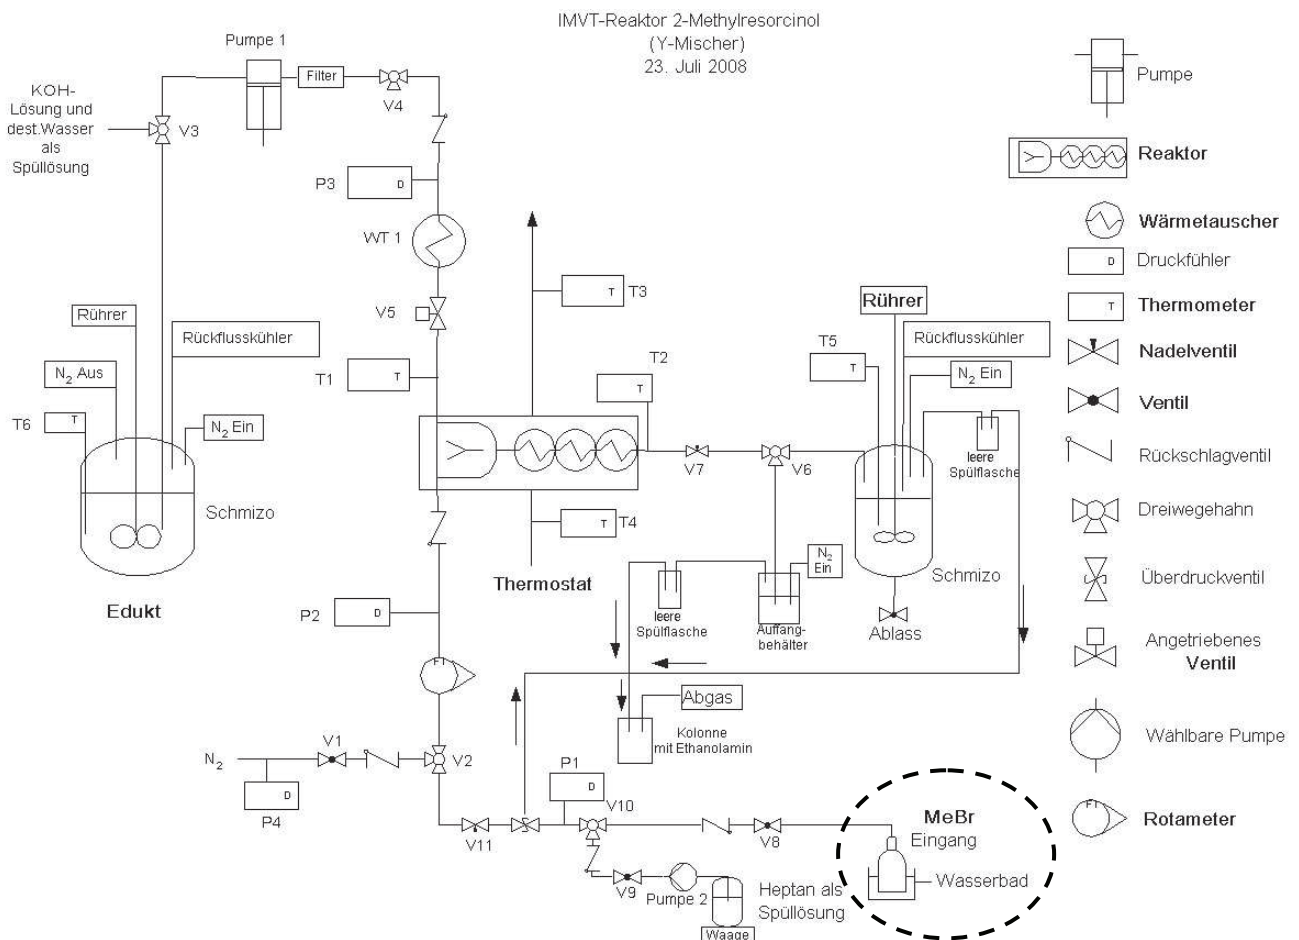 IMVT-Reaktor 2-Methylresorcinol
(Y-Mischer)
23. Juli 2008
Pumpe 1
Filter
V4
KOH-
Lösung und
dest.Wasser
als
Spüllösung
V3
P3
D
WT 1
V5
T1
T
T3
T
T2
T
T4
T
Thermostat
Rührer
Rückflusskühler
N2 Aus
T6
T
N2 Ein
Schmizo
Edukt
Rührer
Rückflusskühler
T5
T
N2 Ein
leere
Spülflasche
V7
V6
Schmizo
Ablass
N2
Ein
leere
Spülflasche
Auffang-
behälter
Abgas
Kolonne
mit Ethanolamin
P2
D
FI
N2
V1
V2
D
P4
P1
D
V10
V11
V8
V9
Pumpe 2
Waage
Heptan als
Spüllösung
MeBr
Eingang
Wasserbad
Pumpe
Reaktor
Wärmetauscher
D
Druckfühler
T
Thermometer
Nadelventil
Ventil
Rückschlagventil
Dreiwegehahn
Überdruckventil
Angetriebenes
Ventil
Wählbare Pumpe
FI
Rotameter